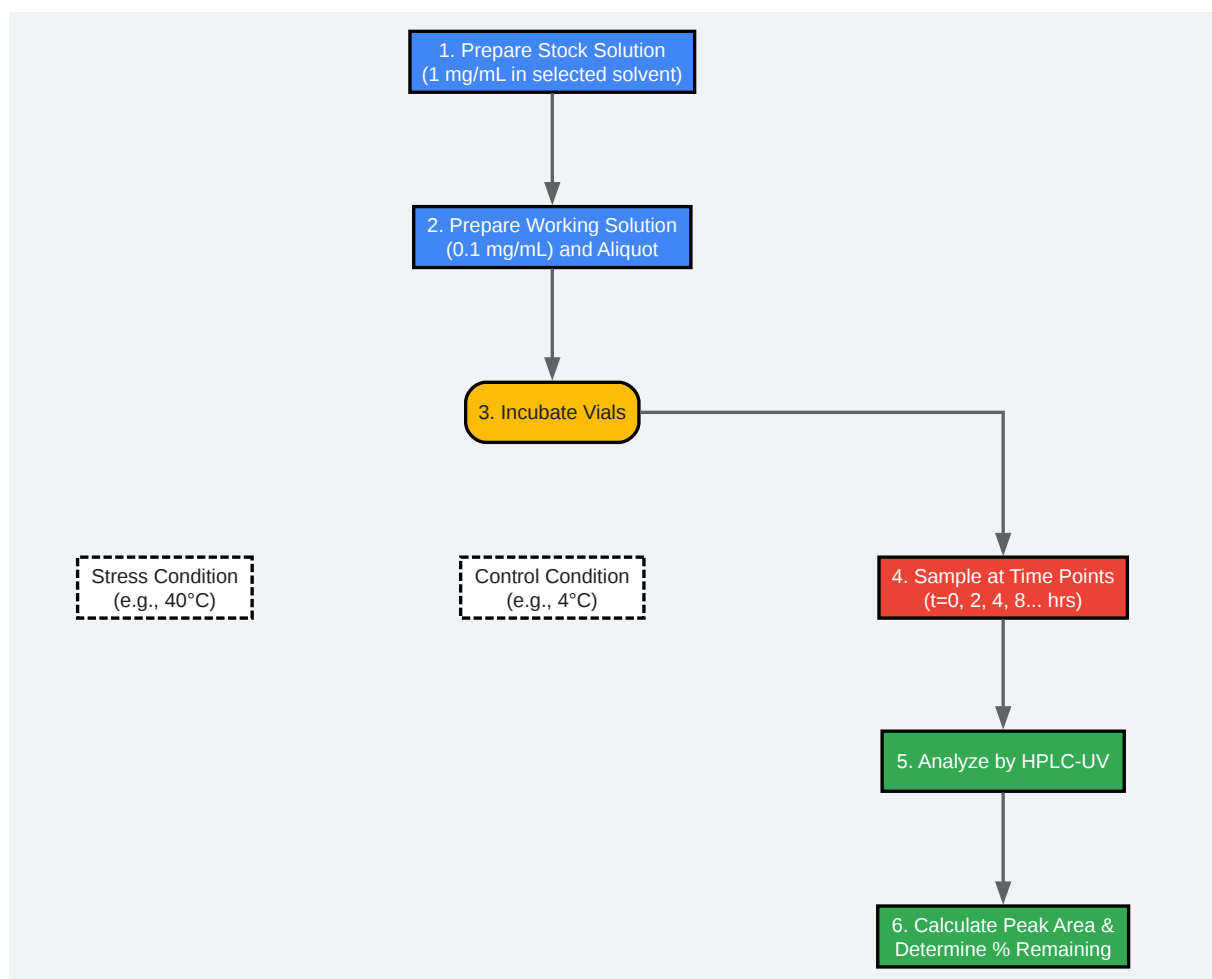 1. Prepare Stock Solution
(1 mg/mL in selected solvent)
2. Prepare Working Solution
(0.1 mg/mL) and Aliquot
3. Incubate Vials
Stress Condition
(e.g., 40°C)
Control Condition
(e.g., 4°C)
4. Sample at Time Points
(t=0, 2, 4, 8... hrs)
5. Analyze by HPLC-UV
6. Calculate Peak Area &
Determine % Remaining